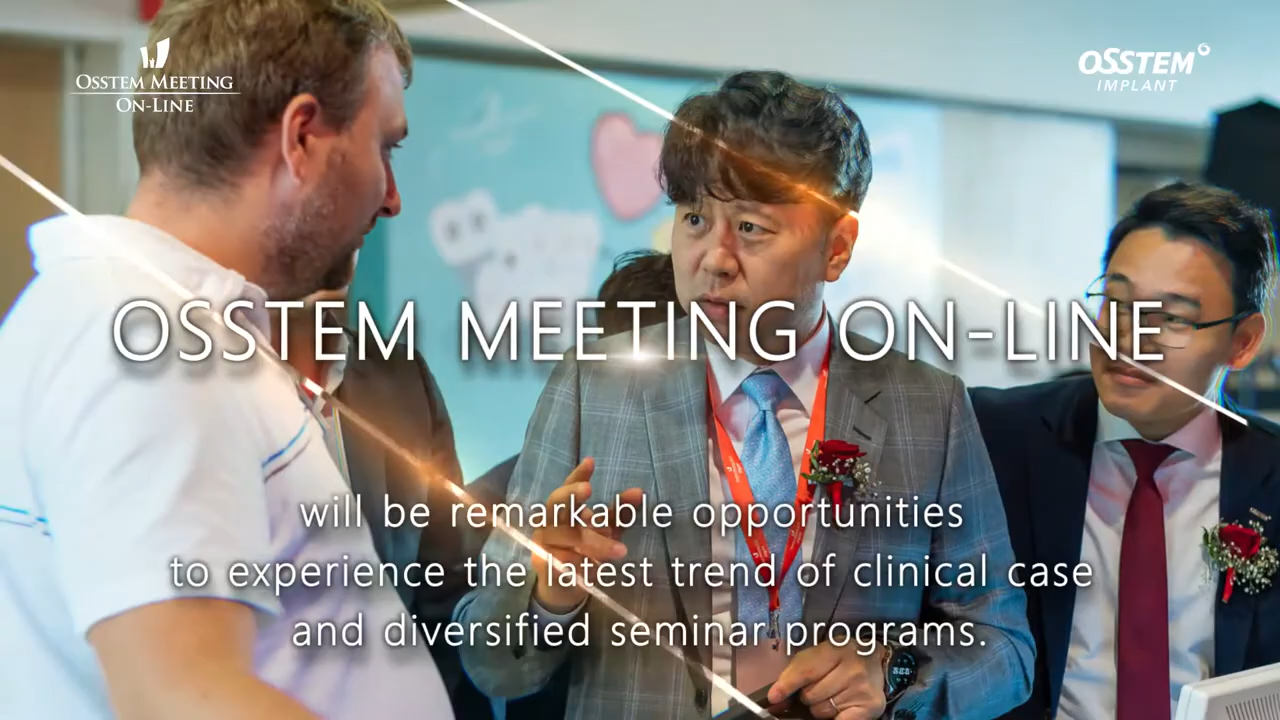 OSSTEM MEETING
ON-LINE
OSSTEM
IMPLANT
OSSTEM MEETING ON-LINE
will be remarkable opportunities
to experience the latest trend of clinical case
and diversified seminar programs.